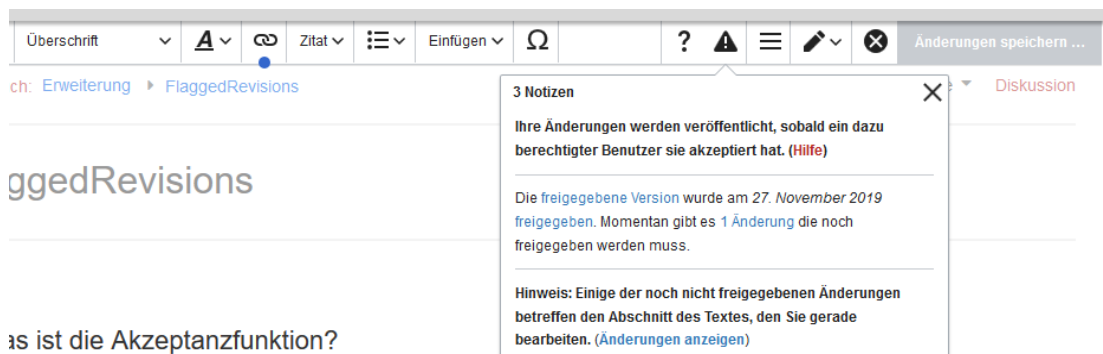 Überschrift A Zitat Einfügen Ω ? Änderungen speichern ...
ch: Erweiterung FlaggedRevisions Diskussion
3 Notizen
Ihre Änderungen werden veröffentlicht, sobald ein dazu
berechtigter Benutzer sie akzeptiert hat. (Hilfe)
ggedRevisions
Die freigegebene Version wurde am 27. November 2019
freigegeben. Momentan gibt es 1 Änderung die noch
freigegeben werden muss.
Hinweis: Einige der noch nicht freigegebenen Änderungen
betreffen den Abschnitt des Textes, den Sie gerade
bearbeiten. (Änderungen anzeigen)
as ist die Akzeptanzfunktion?